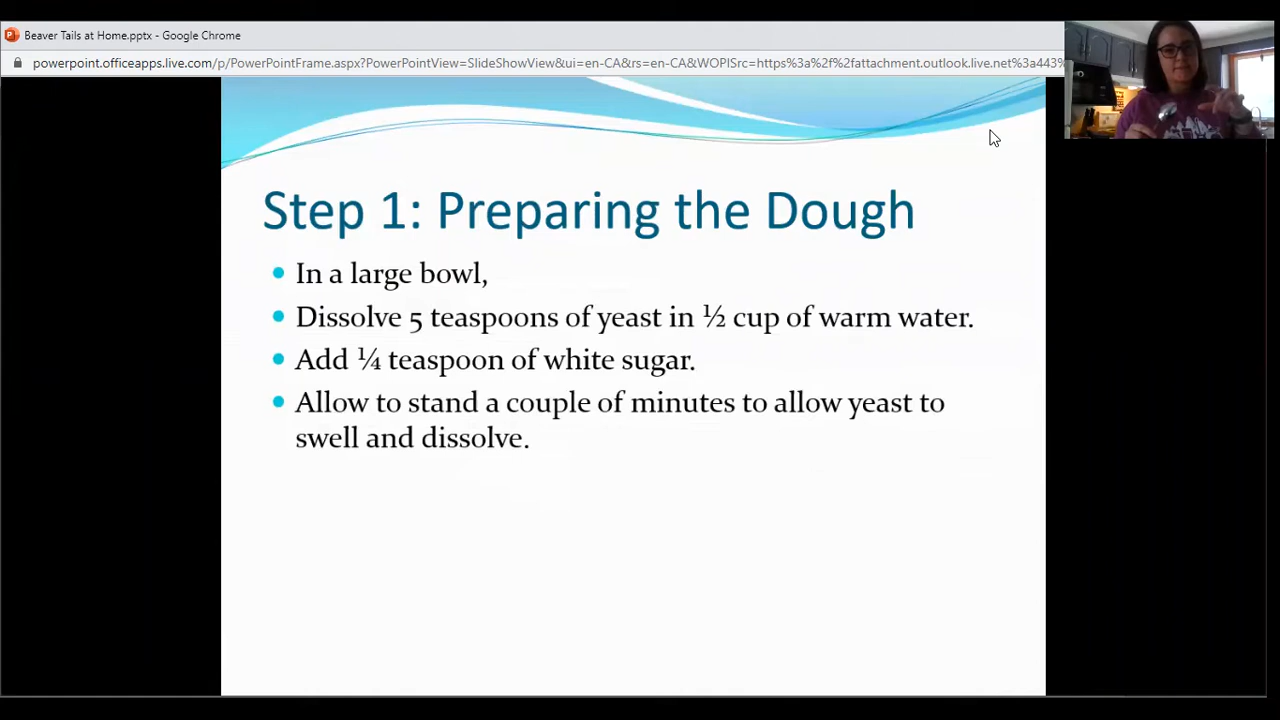 Beaver Tails at Home.pptx - Google Chrome
powerpoint.officeapps.live.com/p/PowerPointFrame.aspx?PowerPointView=SlideShowView&ui=en-CA&rs=en-CA&WOPISrc=https%3a%2f%2fattachment.outlook.live.net%3a443%
Step 1: Preparing the Dough
• In a large bowl,
• Dissolve 5 teaspoons of yeast in ½ cup of warm water.
• Add ¼ teaspoon of white sugar.
• Allow to stand a couple of minutes to allow yeast to
swell and dissolve.